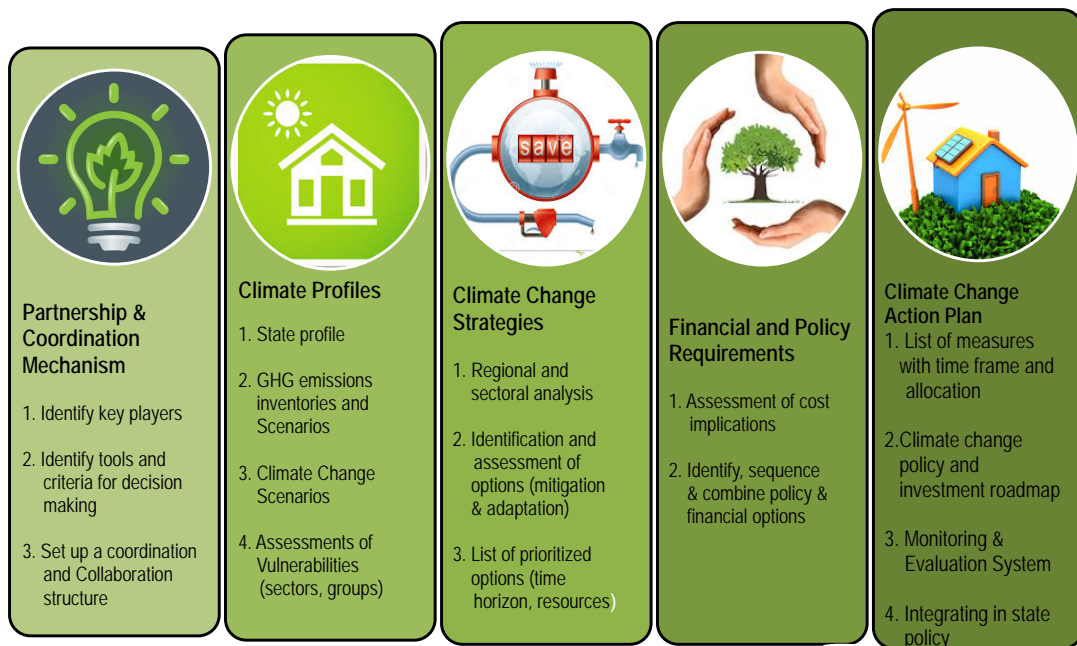 save
Partnership &
Coordination
Mechanism
1. Identify key players
2. Identify tools and
criteria for decision
making
3. Set up a coordination
and Collaboration
structure
Climate Profiles
1. State profile
2. GHG emissions
inventories and
Scenarios
3. Climate Change
Scenarios
4. Assessments of
Vulnerabilities
(sectors, groups)
Climate Change
Strategies
1. Regional and
sectoral analysis
2. Identification and
assessment of
options (mitigation
& adaptation)
3. List of prioritized
options (time
horizon, resources)
Financial and Policy
Requirements
1. Assessment of cost
implications
2. Identify, sequence
& combine policy &
financial options
Climate Change
Action Plan
1. List of measures
with time frame and
allocation
2.Climate change
policy and
investment roadmap
3. Monitoring &
Evaluation System
4. Integrating in state
policy